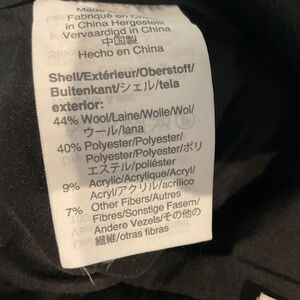 Made in
Fabriqué en
in China Hergestellt
Vervaardigd in China
中国製
Hecho en China
Shell/Extérieur/Oberstoff/
Buitenkant/シェル/tela
exterior:
44% Wool/Laine/Wolle/Wol/
ウール/lana
40% Polyester/Polyester/
Polyester/Polyester/ポリ
エステル/poliéster
9% Acrylic/Acrylique/Acryl/
Acryl/アクリル/acrílico
7% Other Fibers/Autres
Fibres/Sonstige Fasern/
Andere Vezels/その他の
繊維/otras fibras